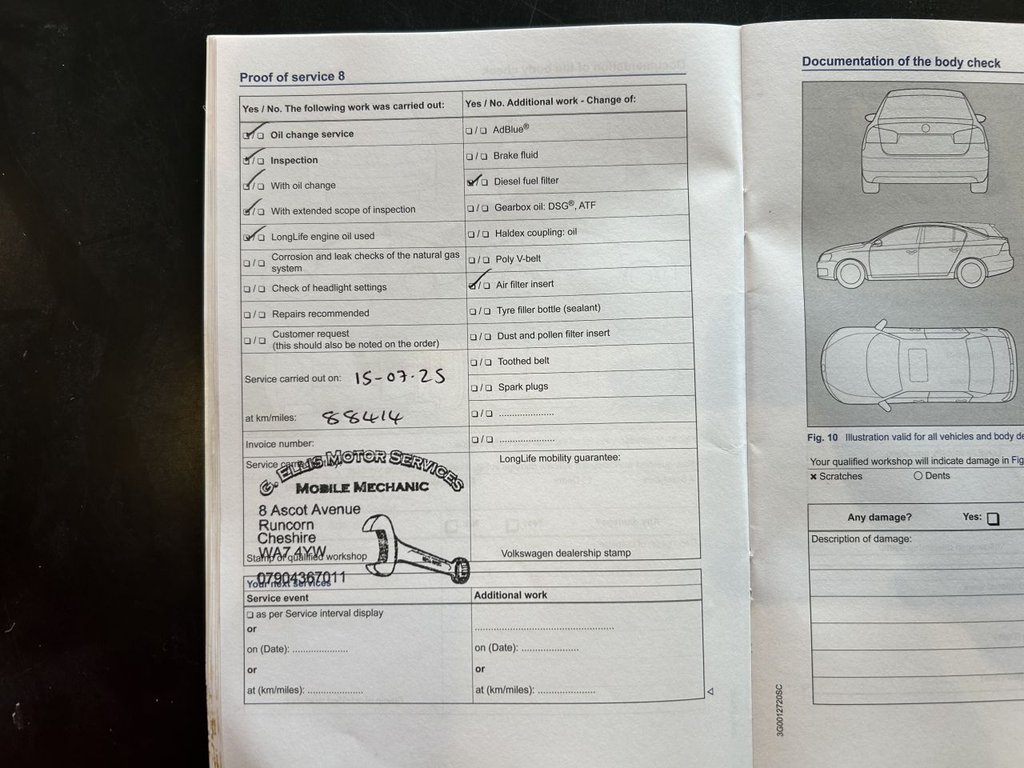 Proof of service 8
Yes / No. The following work was carried out:
❏/❏ Oil change service
❏/❏ Inspection
❏/❏ With oil change
❏/❏ With extended scope of inspection
❏/❏ LongLife engine oil used
❏/❏ Corrosion and leak checks of the natural gas
system
❏/❏ Check of headlight settings
❏/❏ Repairs recommended
❏/❏ Customer request
(this should also be noted on the order)
Service carried out on: 15-07-25
at km/miles: 88414
Invoice number:
Service
G. ELLIS MOTOR SERVICES
MOBILE MECHANIC
8 Ascot Avenue
Runcorn
Cheshire
WA7 4YW
Stamp of qualified workshop
07904367011
Yes / No. Additional work - Change of:
❏/❏ AdBlue®
❏/❏ Brake fluid
❏/❏ Diesel fuel filter
❏/❏ Gearbox oil: DSG®, ATF
❏/❏ Haldex coupling: oil
❏/❏ Poly V-belt
❏/❏ Air filter insert
❏/❏ Tyre filler bottle (sealant)
❏/❏ Dust and pollen filter insert
❏/❏ Toothed belt
❏/❏ Spark plugs
❏/❏ .....................
❏/❏ .....................
LongLife mobility guarantee:
Volkswagen dealership stamp
Your next services
Service event
❏ as per Service interval display
or
on (Date): .....................
or
at (km/miles): .....................
Additional work
.....................................................
on (Date): .....................
or
at (km/miles): .....................
Documentation of the body check
Fig. 10 Illustration valid for all vehicles and body
Your qualified workshop will indicate damage in
× Scratches
○ Dents
Any damage? Yes: ❏
Description of damage:
3G0012720SC